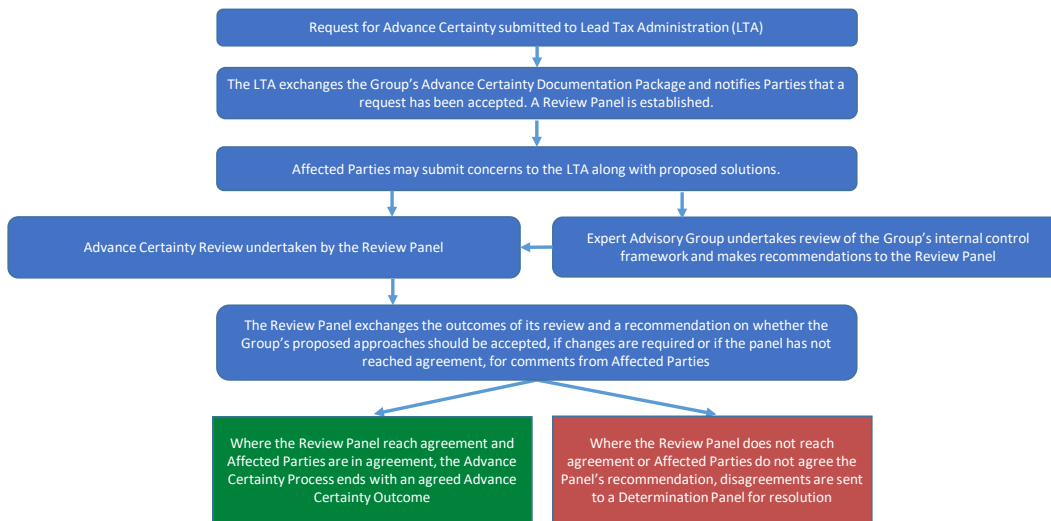 Request for Advance Certainty submitted to Lead Tax Administration (LTA)
The LTA exchanges the Group's Advance Certainty Documentation Package and notifies Parties that a
request has been accepted. A Review Panel is established.
Affected Parties may submit concerns to the LTA along with proposed solutions.
Advance Certainty Review undertaken by the Review Panel
Expert Advisory Group undertakes review of the Group's internal control
framework and makes recommendations to the Review Panel
The Review Panel exchanges the outcomes of its review and a recommendation on whether the
Group's proposed approaches should be accepted, if changes are required or if the panel has not
reached agreement, for comments from Affected Parties
Where the Review Panel reach agreement and
Affected Parties are in agreement, the Advance
Certainty Process ends with an agreed Advance
Certainty Outcome
Where the Review Panel does not reach
agreement or Affected Parties do not agree the
Panel's recommendation, disagreements are sent
to a Determination Panel for resolution